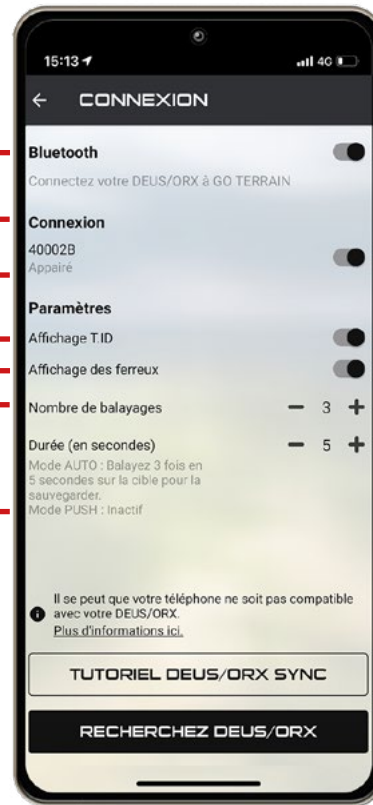 15:13 4G
← CONNEXION
Bluetooth
Connectez votre DEUS/ORX à GO TERRAIN
Connexion
40002B
Appairé
Paramètres
Affichage T.ID
Affichage des ferreux
Nombre de balayages − 3 +
Durée (en secondes) − 5 +
Mode AUTO : Balayez 3 fois en
5 secondes sur la cible pour la
sauvegarder.
Mode PUSH : Inactif
Il se peut que votre téléphone ne soit pas compatible
avec votre DEUS/ORX.
Plus d'informations ici.
TUTORIEL DEUS/ORX SYNC
RECHERCHEZ DEUS/ORX